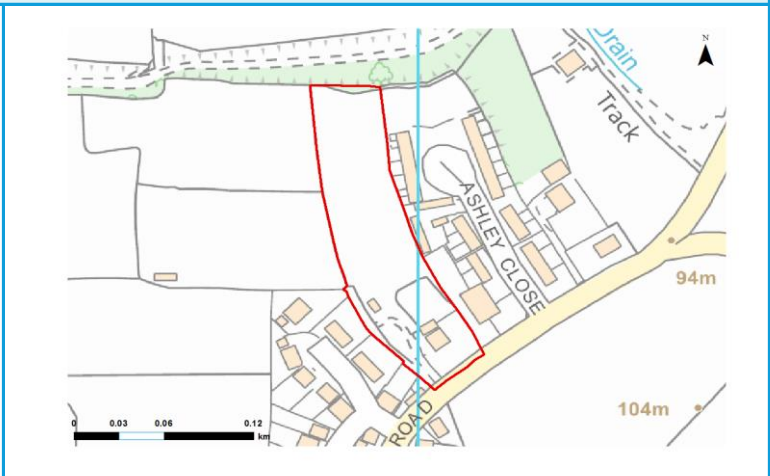 N
Drain
Track
ASHLEY CLOSE
94m
104m
ROAD
0 0.03 0.06 0.12
km